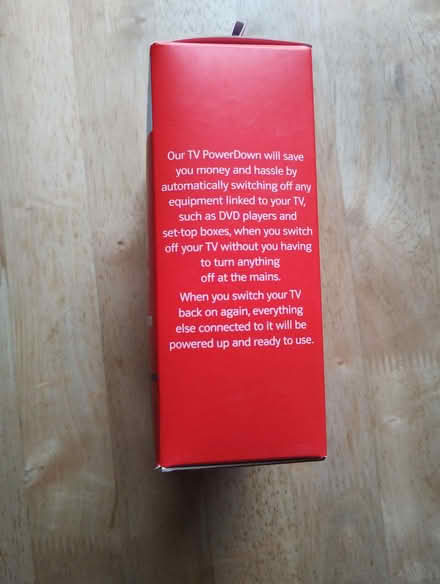 Our TV PowerDown will save
you money and hassle by
automatically switching off any
equipment linked to your TV,
such as DVD players and
set-top boxes, when you switch
off your TV without you having
to turn anything
off at the mains.
When you switch your TV
back on again, everything
else connected to it will be
powered up and ready to use.